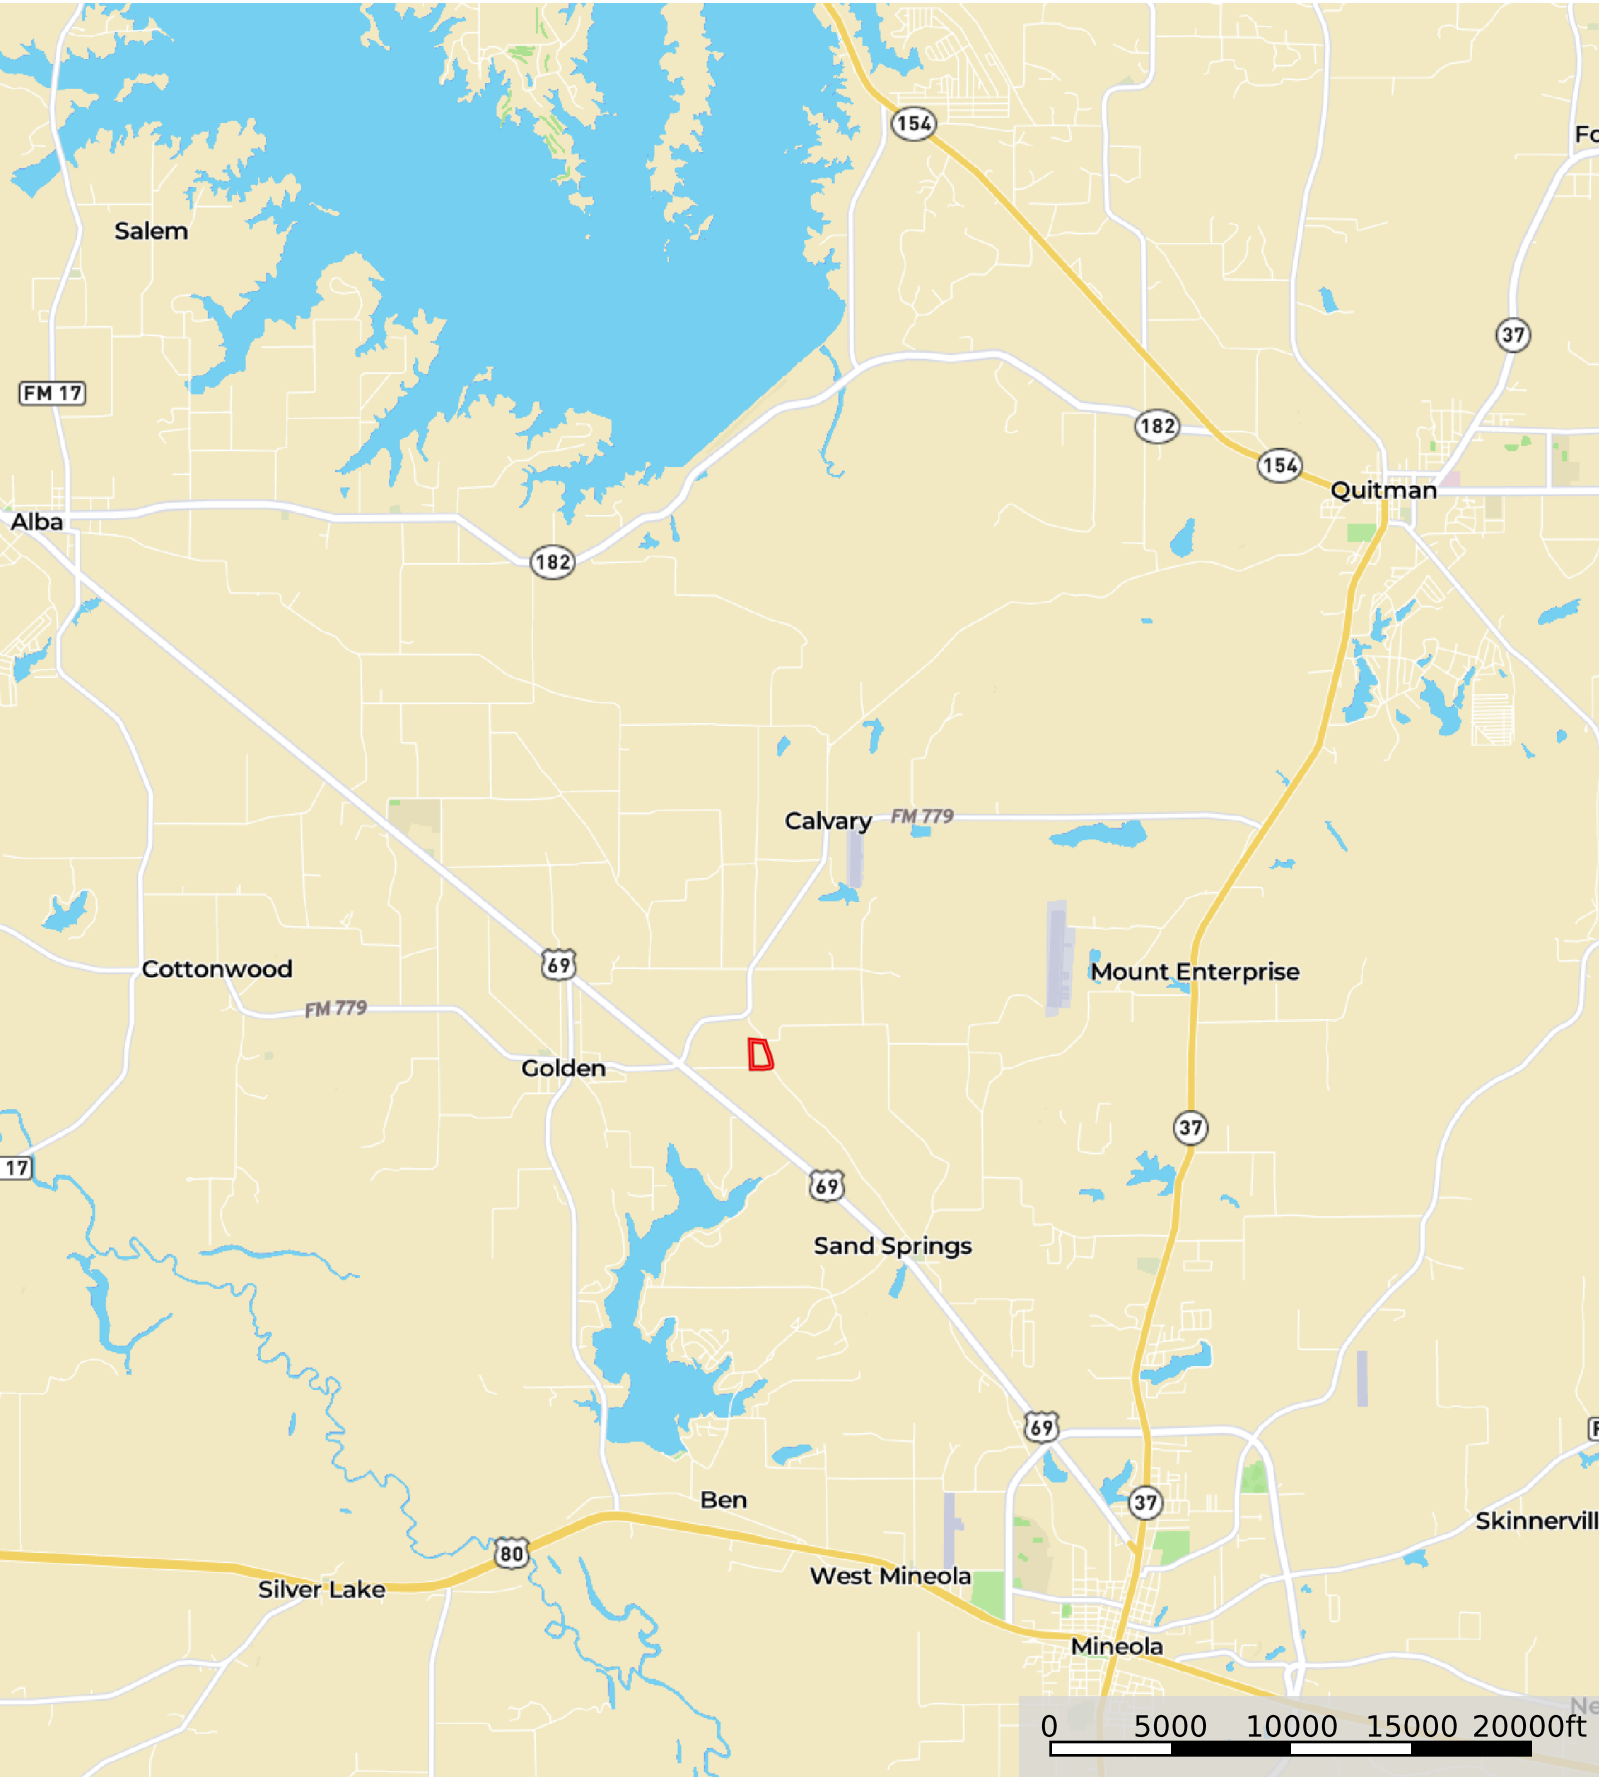 154
Fo
Salem
37
FM 17
182
154
Quitman
Alba
182
Calvary
FM 779
69
Cottonwood
Mount Enterprise
FM 779
Golden
37
17
69
Sand Springs
69
Ben
37
Skinnervill
80
West Mineola
Silver Lake
Mineola
Ne
0 5000 10000 15000 20000ft